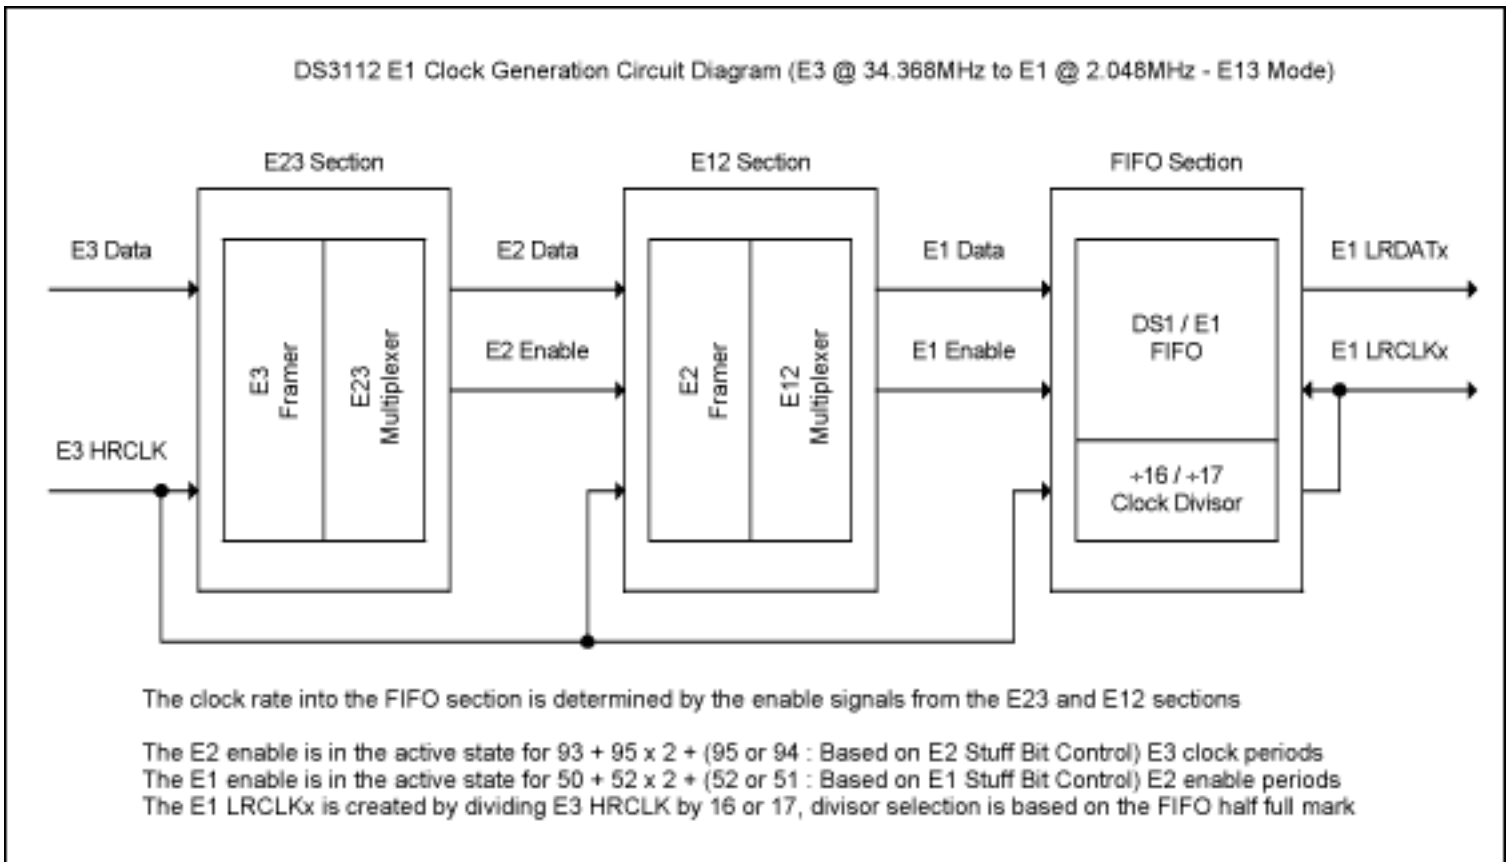 DS3112 E1 Clock Generation Circuit Diagram (E3 @ 34.368MHz to E1 @ 2.048MHz - E13 Mode)
E23 Section
E12 Section
FIFO Section
E3 Data
E2 Data
E1 Data
E1 LRDATx
E3
Framer
E23
Multiplexer
E2 Enable
E2
Framer
E12
Multiplexer
E1 Enable
DS1 / E1
FIFO
E1 LRCLKx
E3 HRCLK
÷16 / ÷17
Clock Divisor
The clock rate into the FIFO section is determined by the enable signals from the E23 and E12 sections
The E2 enable is in the active state for 93 + 95 x 2 + (95 or 94 : Based on E2 Stuff Bit Control) E3 clock periods
The E1 enable is in the active state for 50 + 52 x 2 + (52 or 51 : Based on E1 Stuff Bit Control) E2 enable periods
The E1 LRCLKx is created by dividing E3 HRCLK by 16 or 17, divisor selection is based on the FIFO half full mark